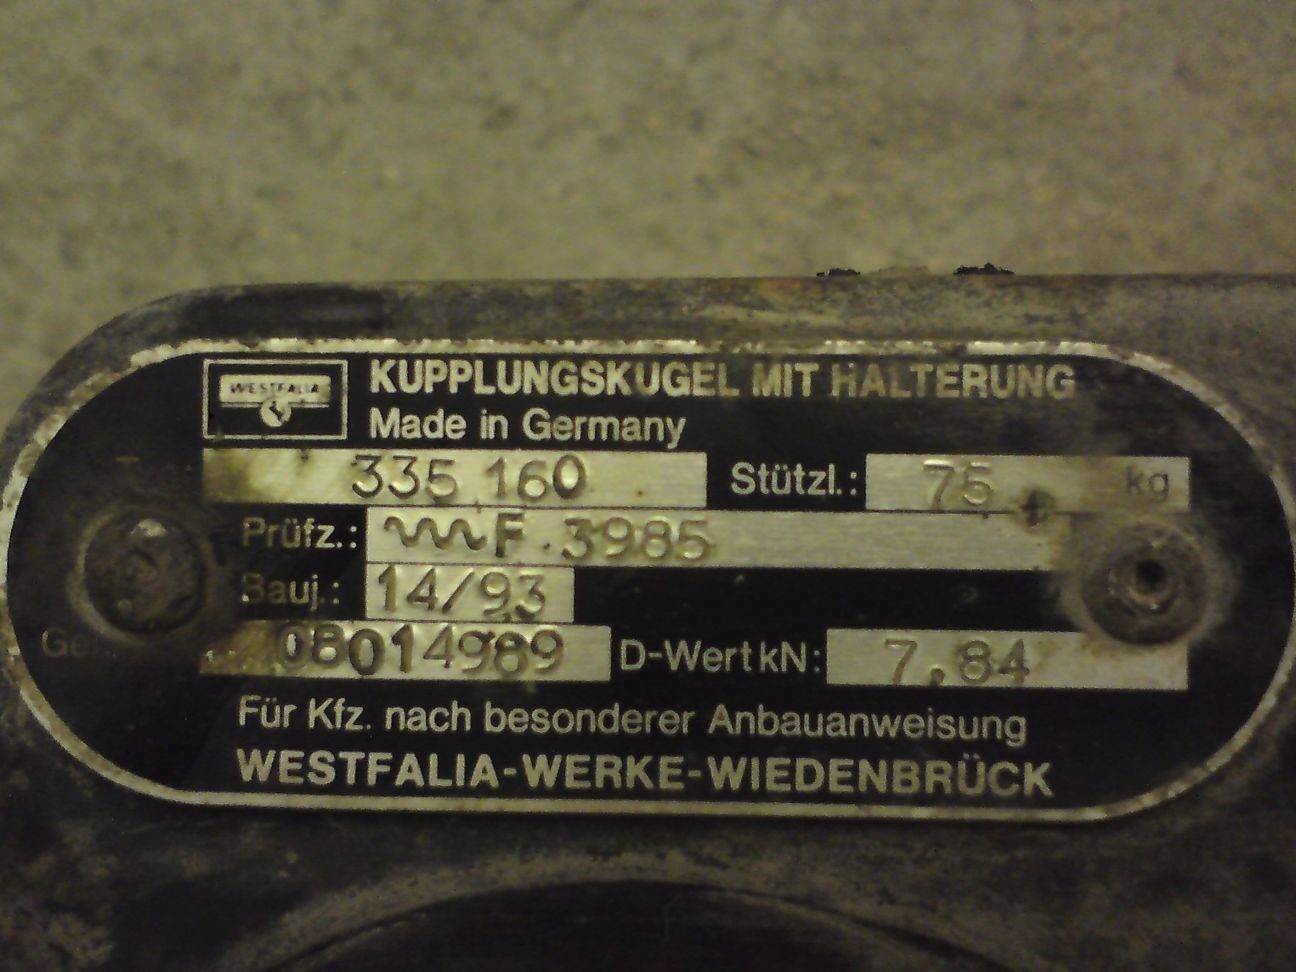 WESTFALIA
KUPPLUNGSKUGEL MIT HALTERUNG
Made in Germany
335 160 Stützl.: 75 kg
Prüfz.: F 3985
Bauj.: 14/93
08014989 D-Wert kN: 7,84
Für Kfz. nach besonderer Anbauanweisung
WESTFALIA-WERKE-WIEDENBRÜCK